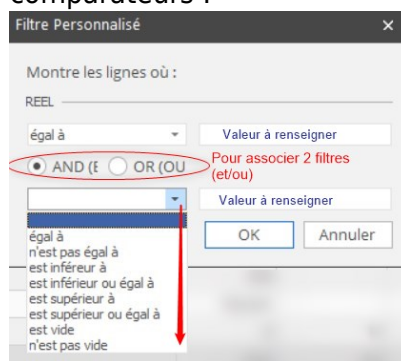 comparateurs :
Filtre Personnalisé ×
Montre les lignes où :
REEL
égal à Valeur à renseigner
AND (E OR (OU Pour associer 2 filtres
(et/ou)
Valeur à renseigner
égal à OK Annuler
n'est pas égal à
est inféreur à
est inférieur ou égal à
est supérieur à
est supérieur ou égal à
est vide
n'est pas vide